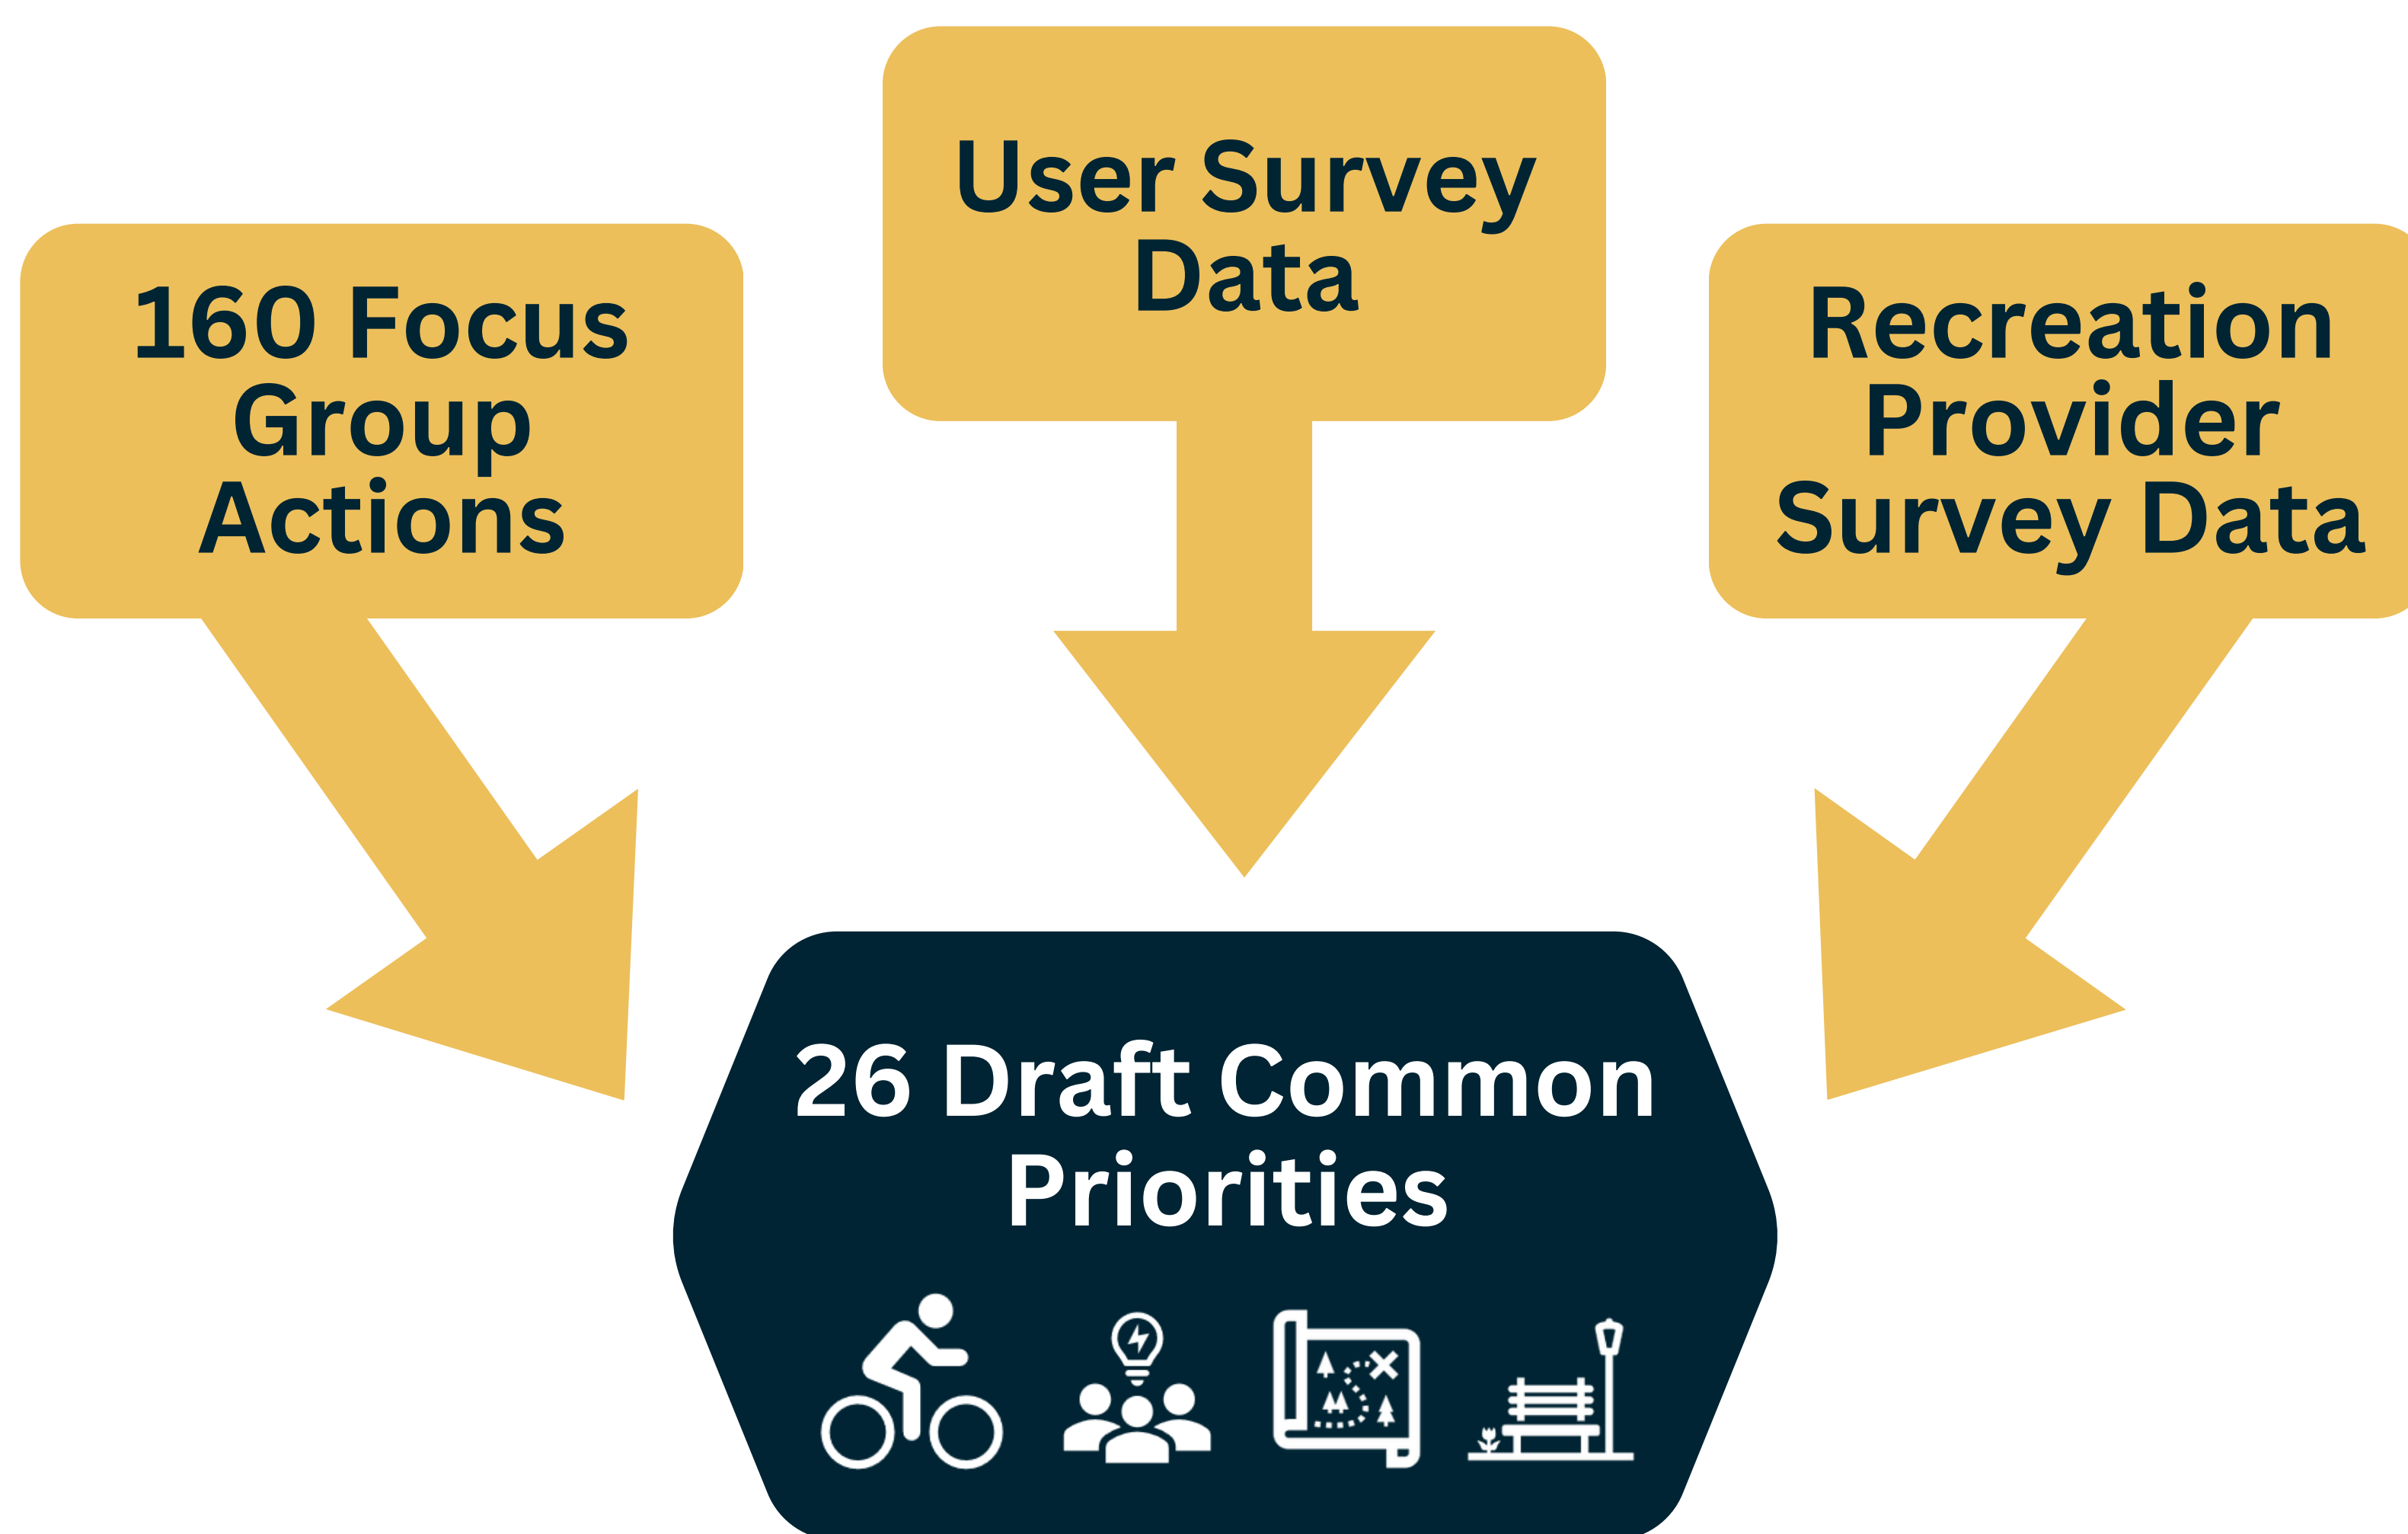 160 Focus
Group
Actions
User Survey
Data
Recreation
Provider
Survey Data
26 Draft Common
Priorities